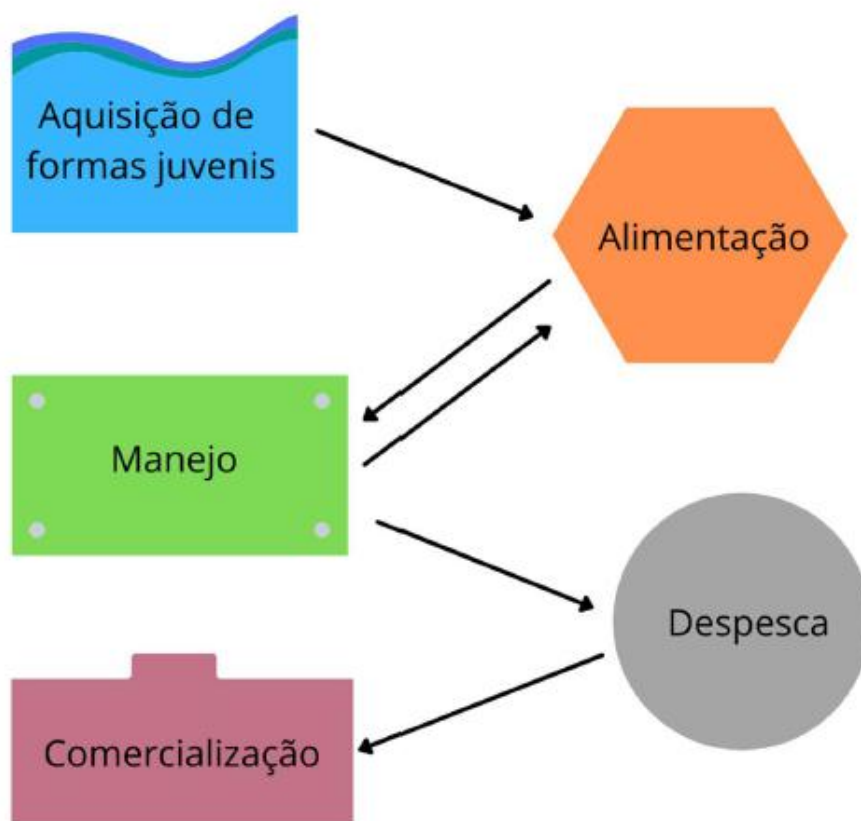 Aquisição de
formas juvenis
Alimentação
Manejo
Despesca
Comercialização